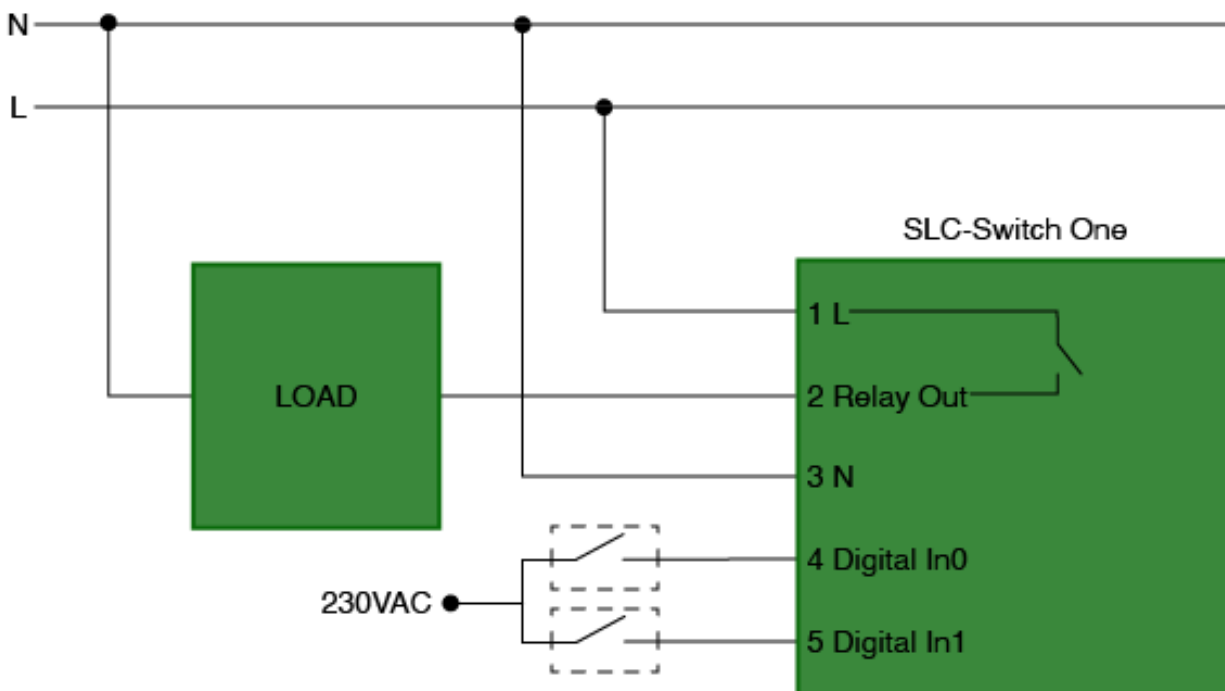 N
L
SLC-Switch One
1 L
LOAD
2 Relay Out
3 N
4 Digital In0
230VAC
5 Digital In1